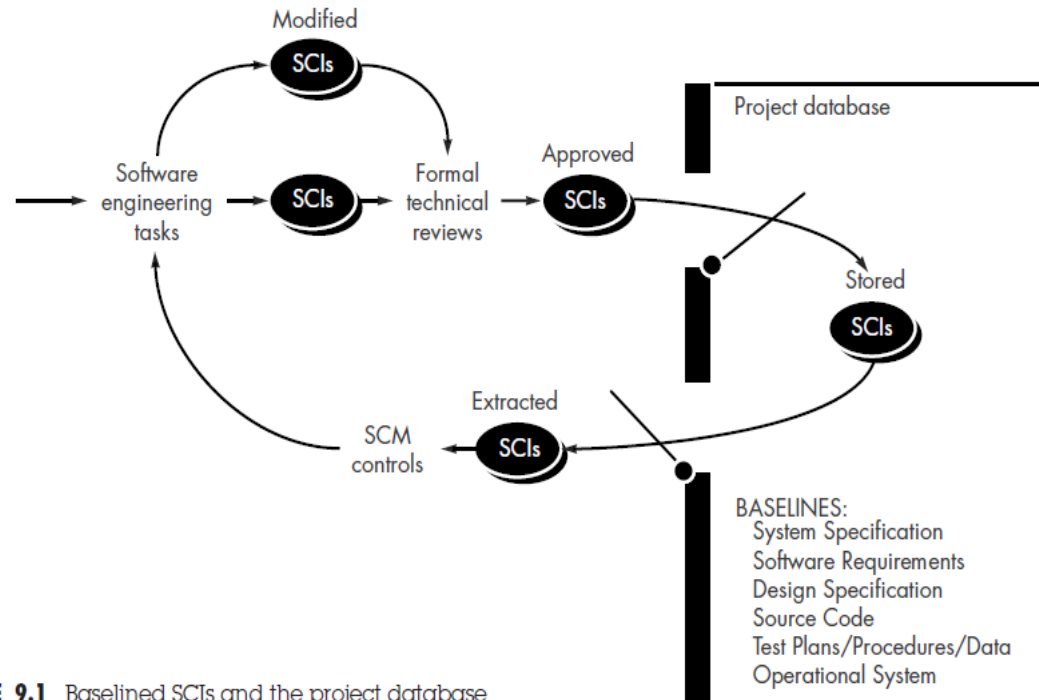 Modified
SCIs
Project database
Software
engineering
tasks
SCIs
Formal
technical
reviews
Approved
SCIs
Stored
SCIs
Extracted
SCIs
SCM
controls
BASELINES:
System Specification
Software Requirements
Design Specification
Source Code
Test Plans/Procedures/Data
Operational System
E 9.1 Baselined SCIs and the project database